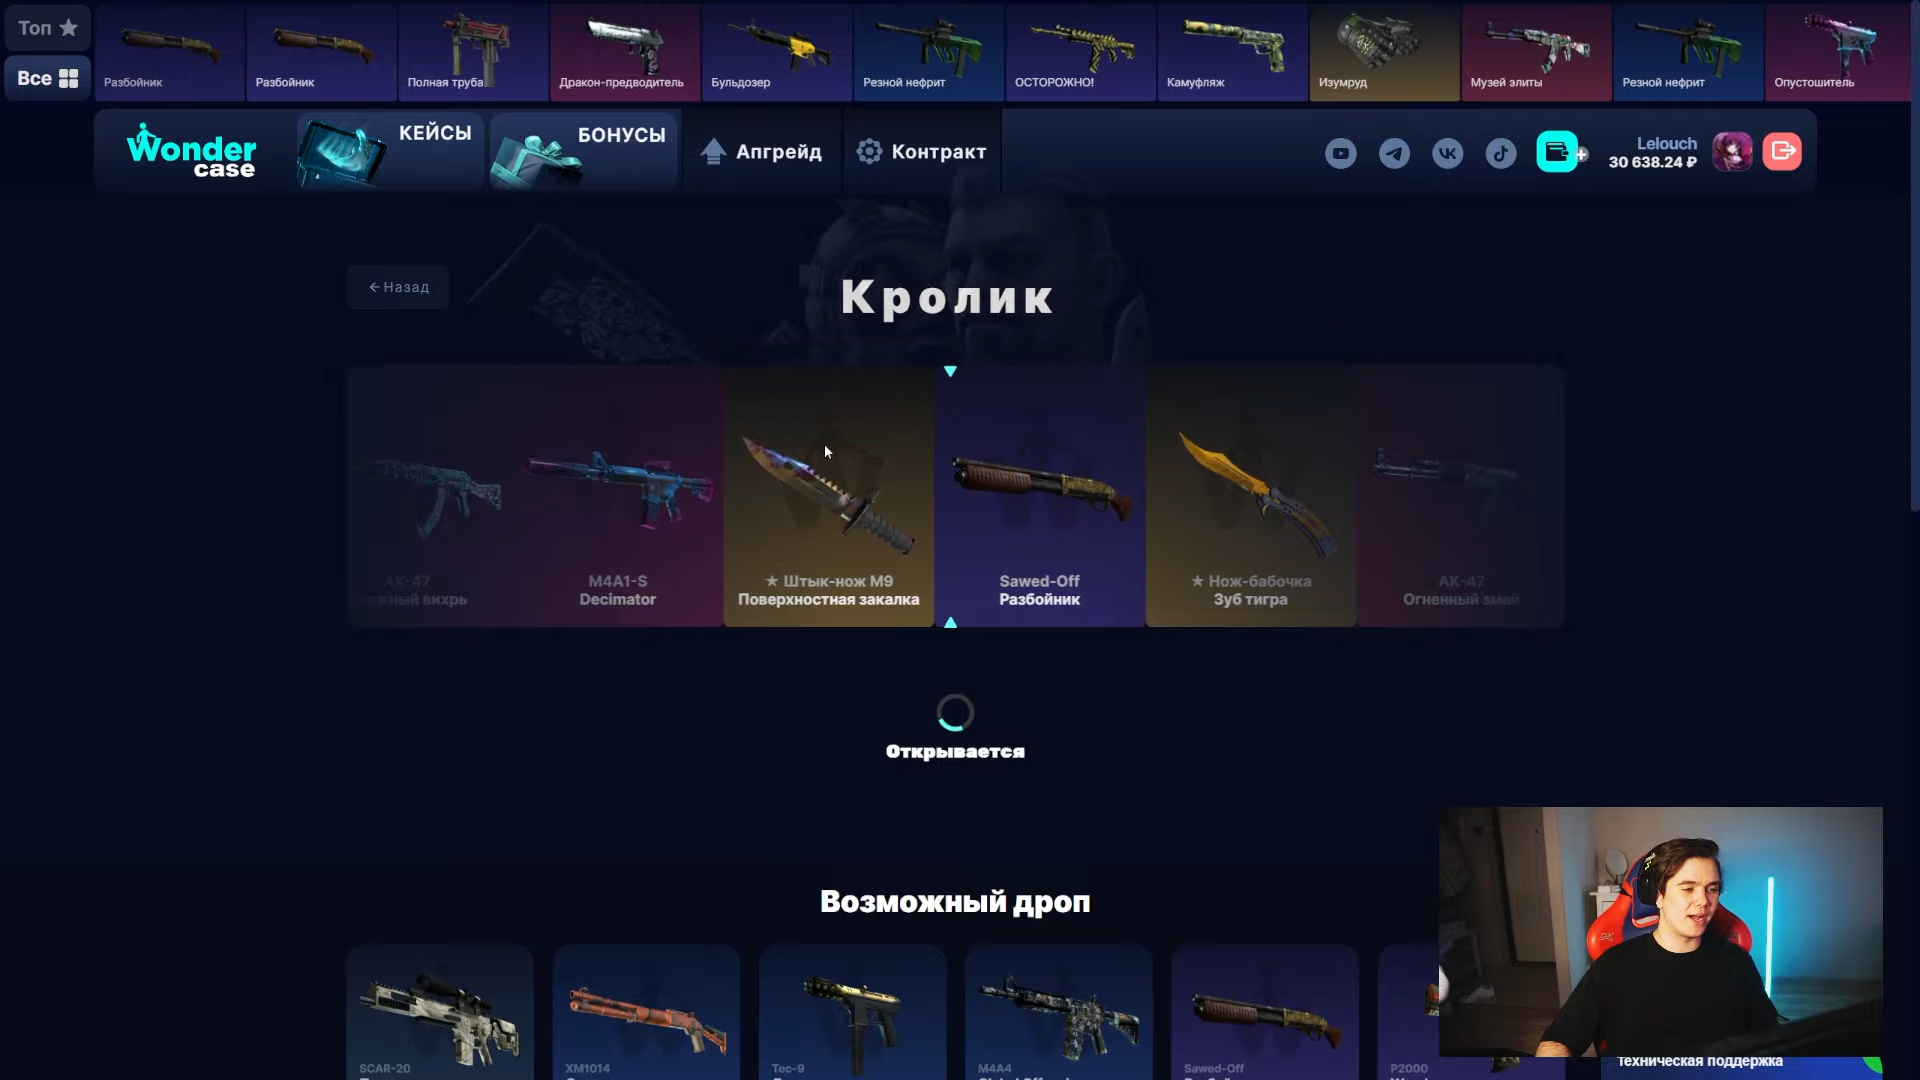 Топ
Все
Разбойник
Разбойник
Полная труба
Дракон-предводитель
Бульдозер
Резной нефрит
ОСТОРОЖНО!
Камуфляж
Изумруд
Музей элиты
Резной нефрит
Опустошитель
Wonder
case
КЕЙСЫ
БОНУСЫ
Апгрейд
Контракт
Lelouch
30 638.24 ₽
← Назад
Кролик
AK-47
вихрь
M4A1-S
Decimator
★ Штык-нож M9
Поверхностная закалка
Sawed-Off
Разбойник
★ Нож-бабочка
Зуб тигра
AK-47
Огненный змей
Открывается
Возможный дроп
SCAR-20
XM1014
Tec-9
M4A4
Sawed-Off
P2000
Техническая поддержка